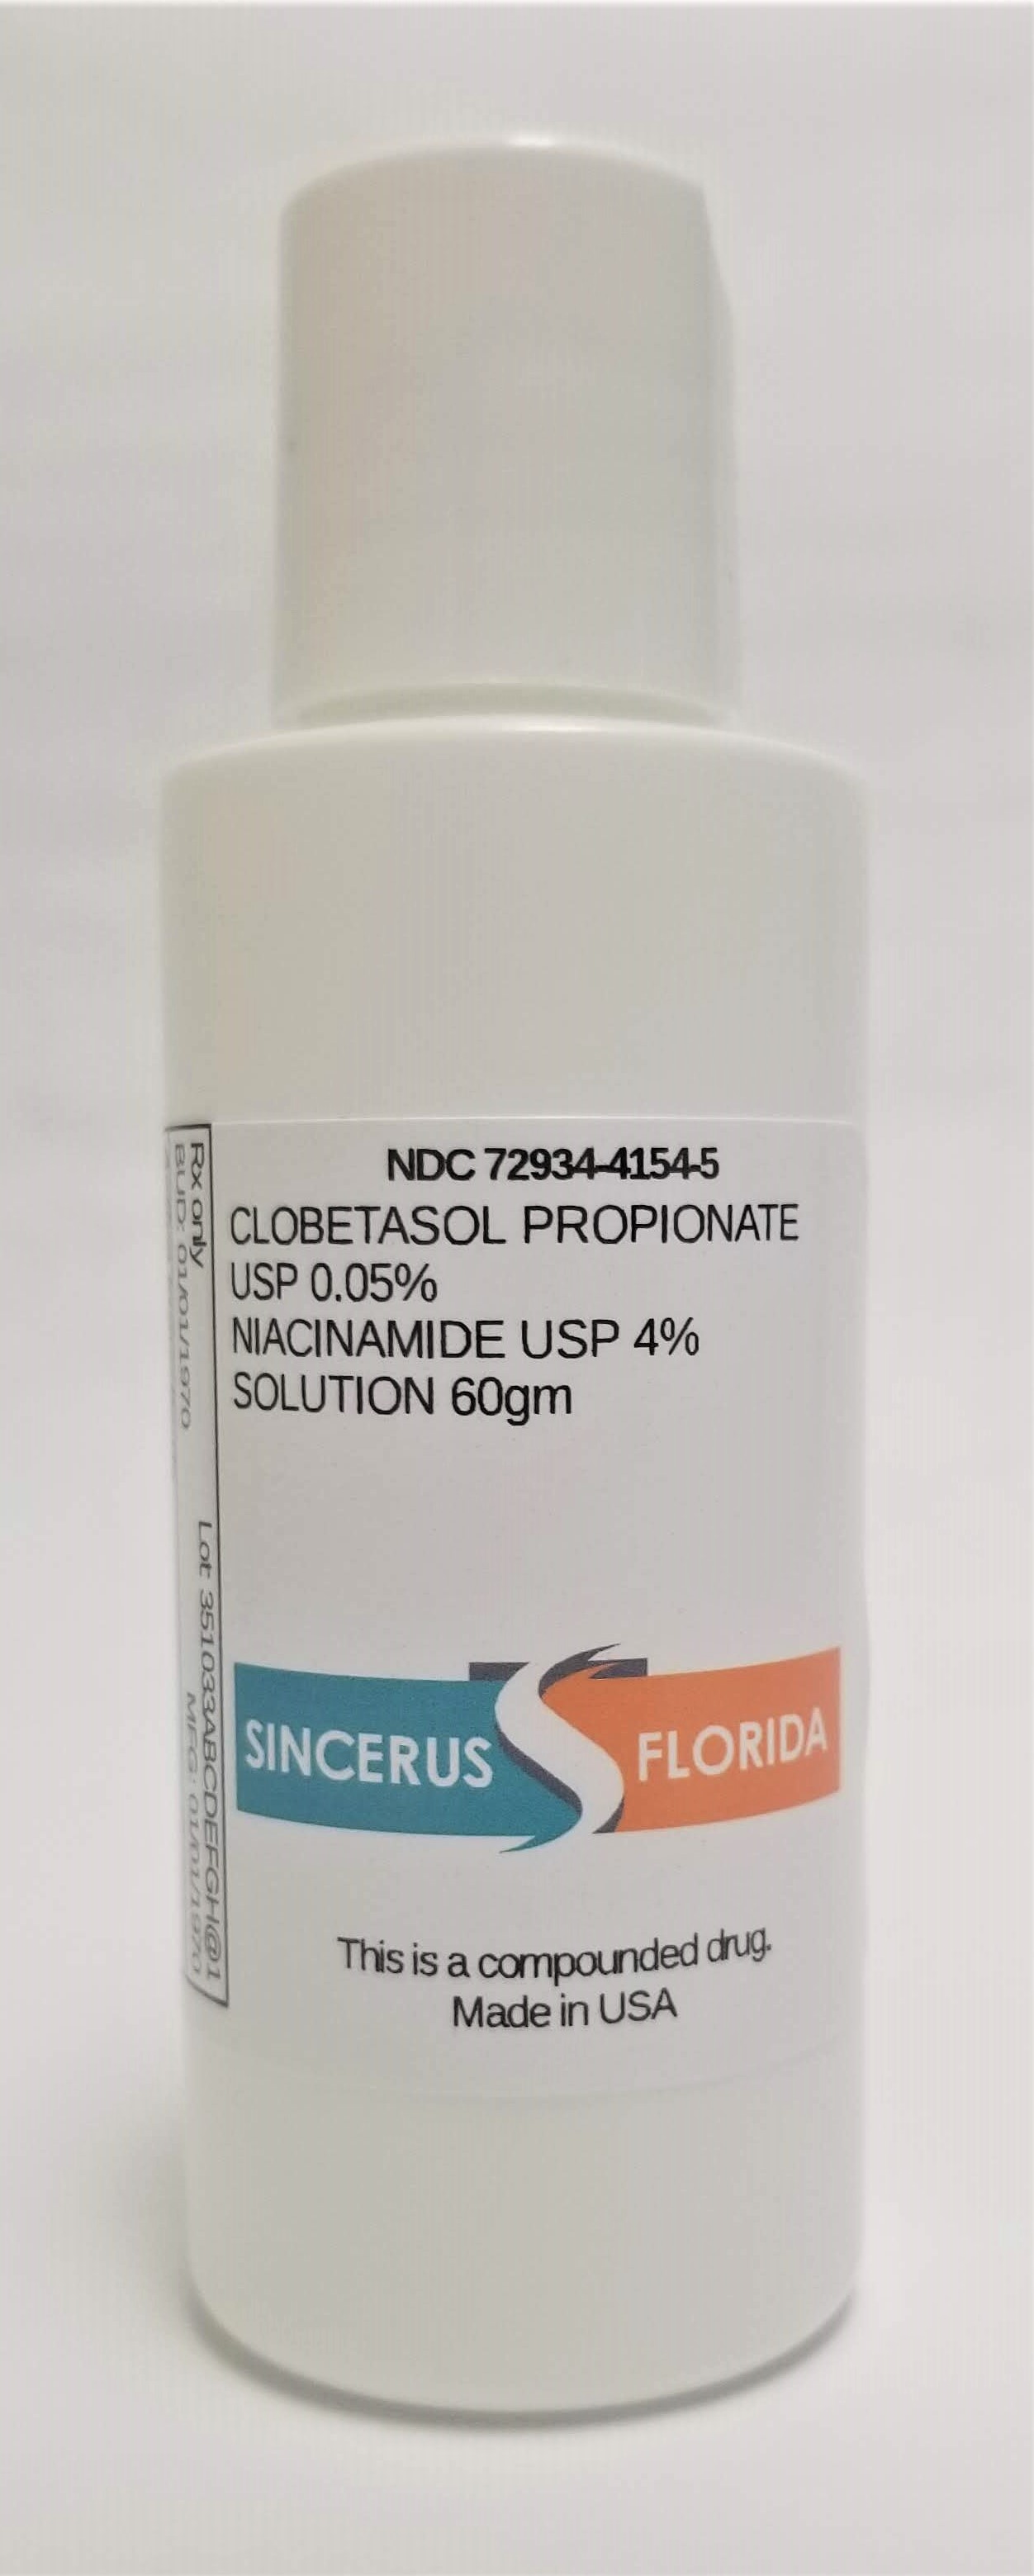 NDC 72934-4154-5
CLOBETASOL PROPIONATE
USP 0.05%
NIACINAMIDE USP 4%
SOLUTION 60gm
SINCERUS FLORIDA
This is a compounded drug.
Made in USA
Rx only Lot: 351033ABCDEFGH@1
BUD: 01/01/1970 MFG: 01/01/1970